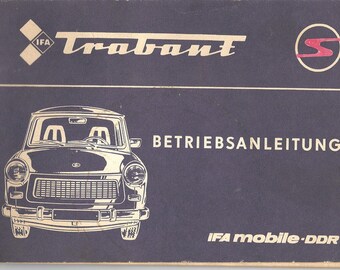 IFA
Trabant
S
BETRIEBSANLEITUNG
IFA mobile-DDR